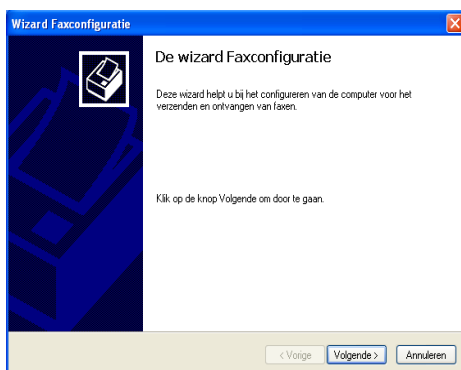 Wizard Faxconfiguratie
De wizard Faxconfiguratie
Deze wizard helpt u bij het configureren van de computer voor het
verzenden en ontvangen van faxen.
Klik op de knop Volgende om door te gaan.
< Vorige Volgende > Annuleren